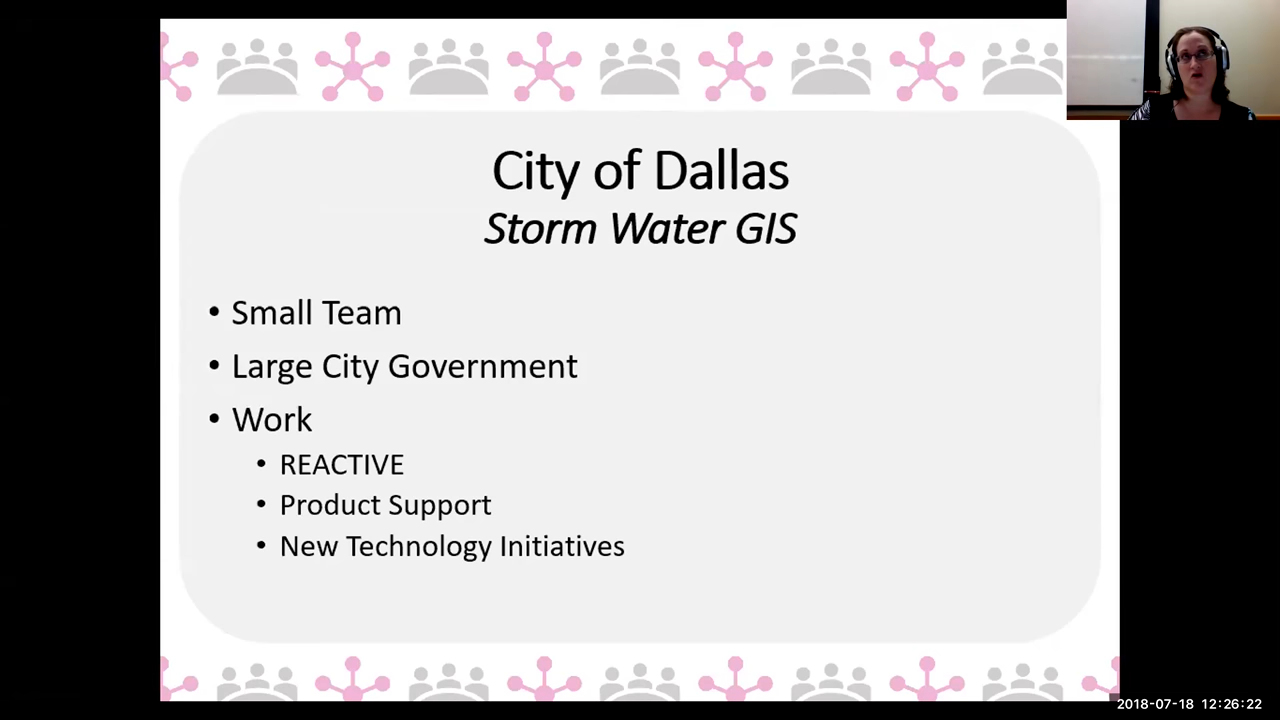 City of Dallas
Storm Water GIS
• Small Team
• Large City Government
• Work
• REACTIVE
• Product Support
• New Technology Initiatives
2018-07-18 12:26:22